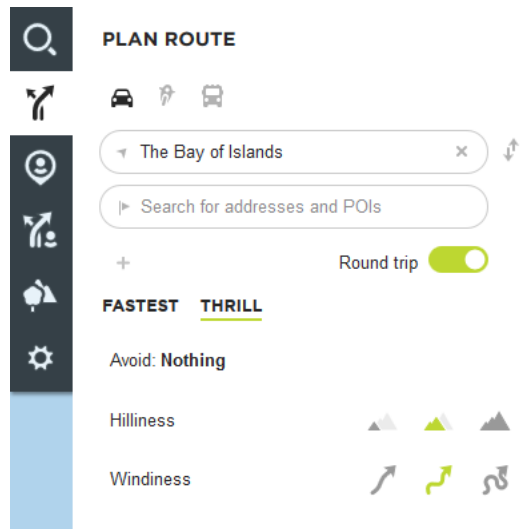 PLAN ROUTE
The Bay of Islands
Search for addresses and POIs
Round trip
FASTEST THRILL
Avoid: Nothing
Hilliness
Windiness